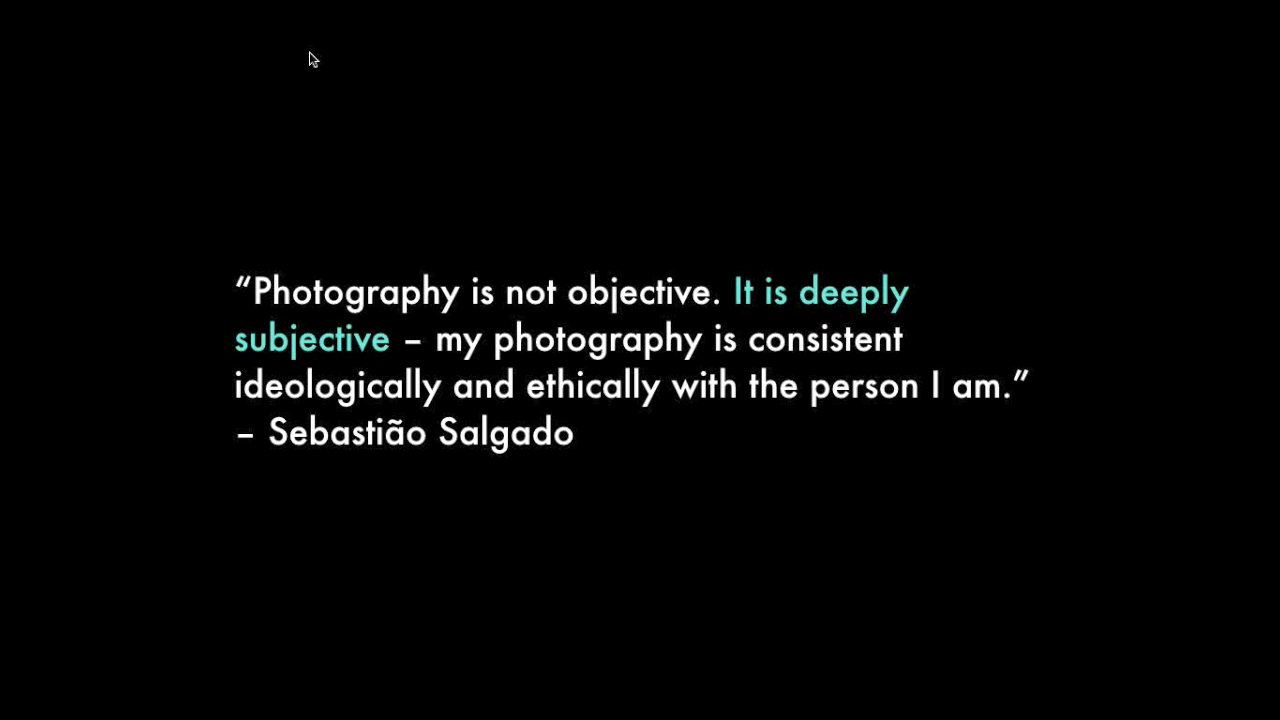 “Photography is not objective. It is deeply
subjective – my photography is consistent
ideologically and ethically with the person I am.”
– Sebastião Salgado